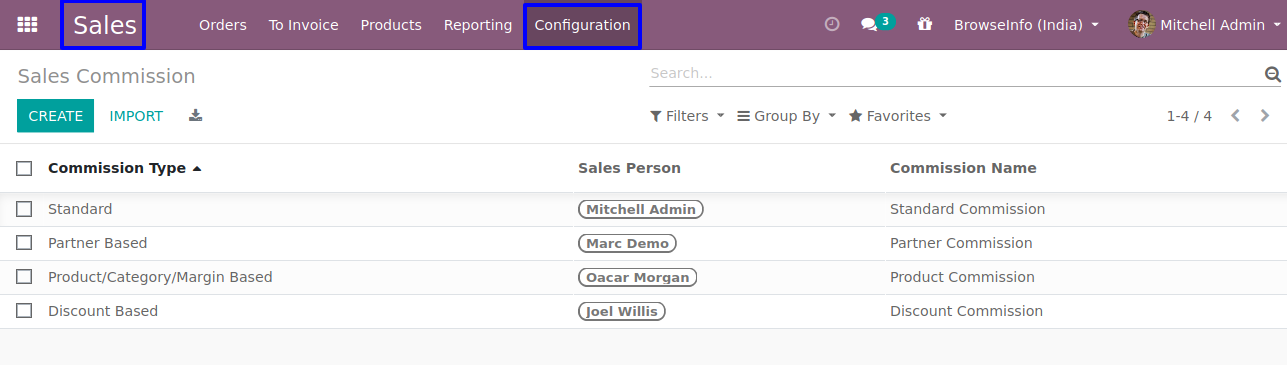 Sales Orders To Invoice Products Reporting Configuration 3 BrowseInfo (India) Mitchell Admin
Sales Commission Search...
CREATE IMPORT Filters Group By Favorites 1-4 / 4
Commission Type Sales Person Commission Name
Standard Mitchell Admin Standard Commission
Partner Based Marc Demo Partner Commission
Product/Category/Margin Based Oacar Morgan Product Commission
Discount Based Joel Willis Discount Commission